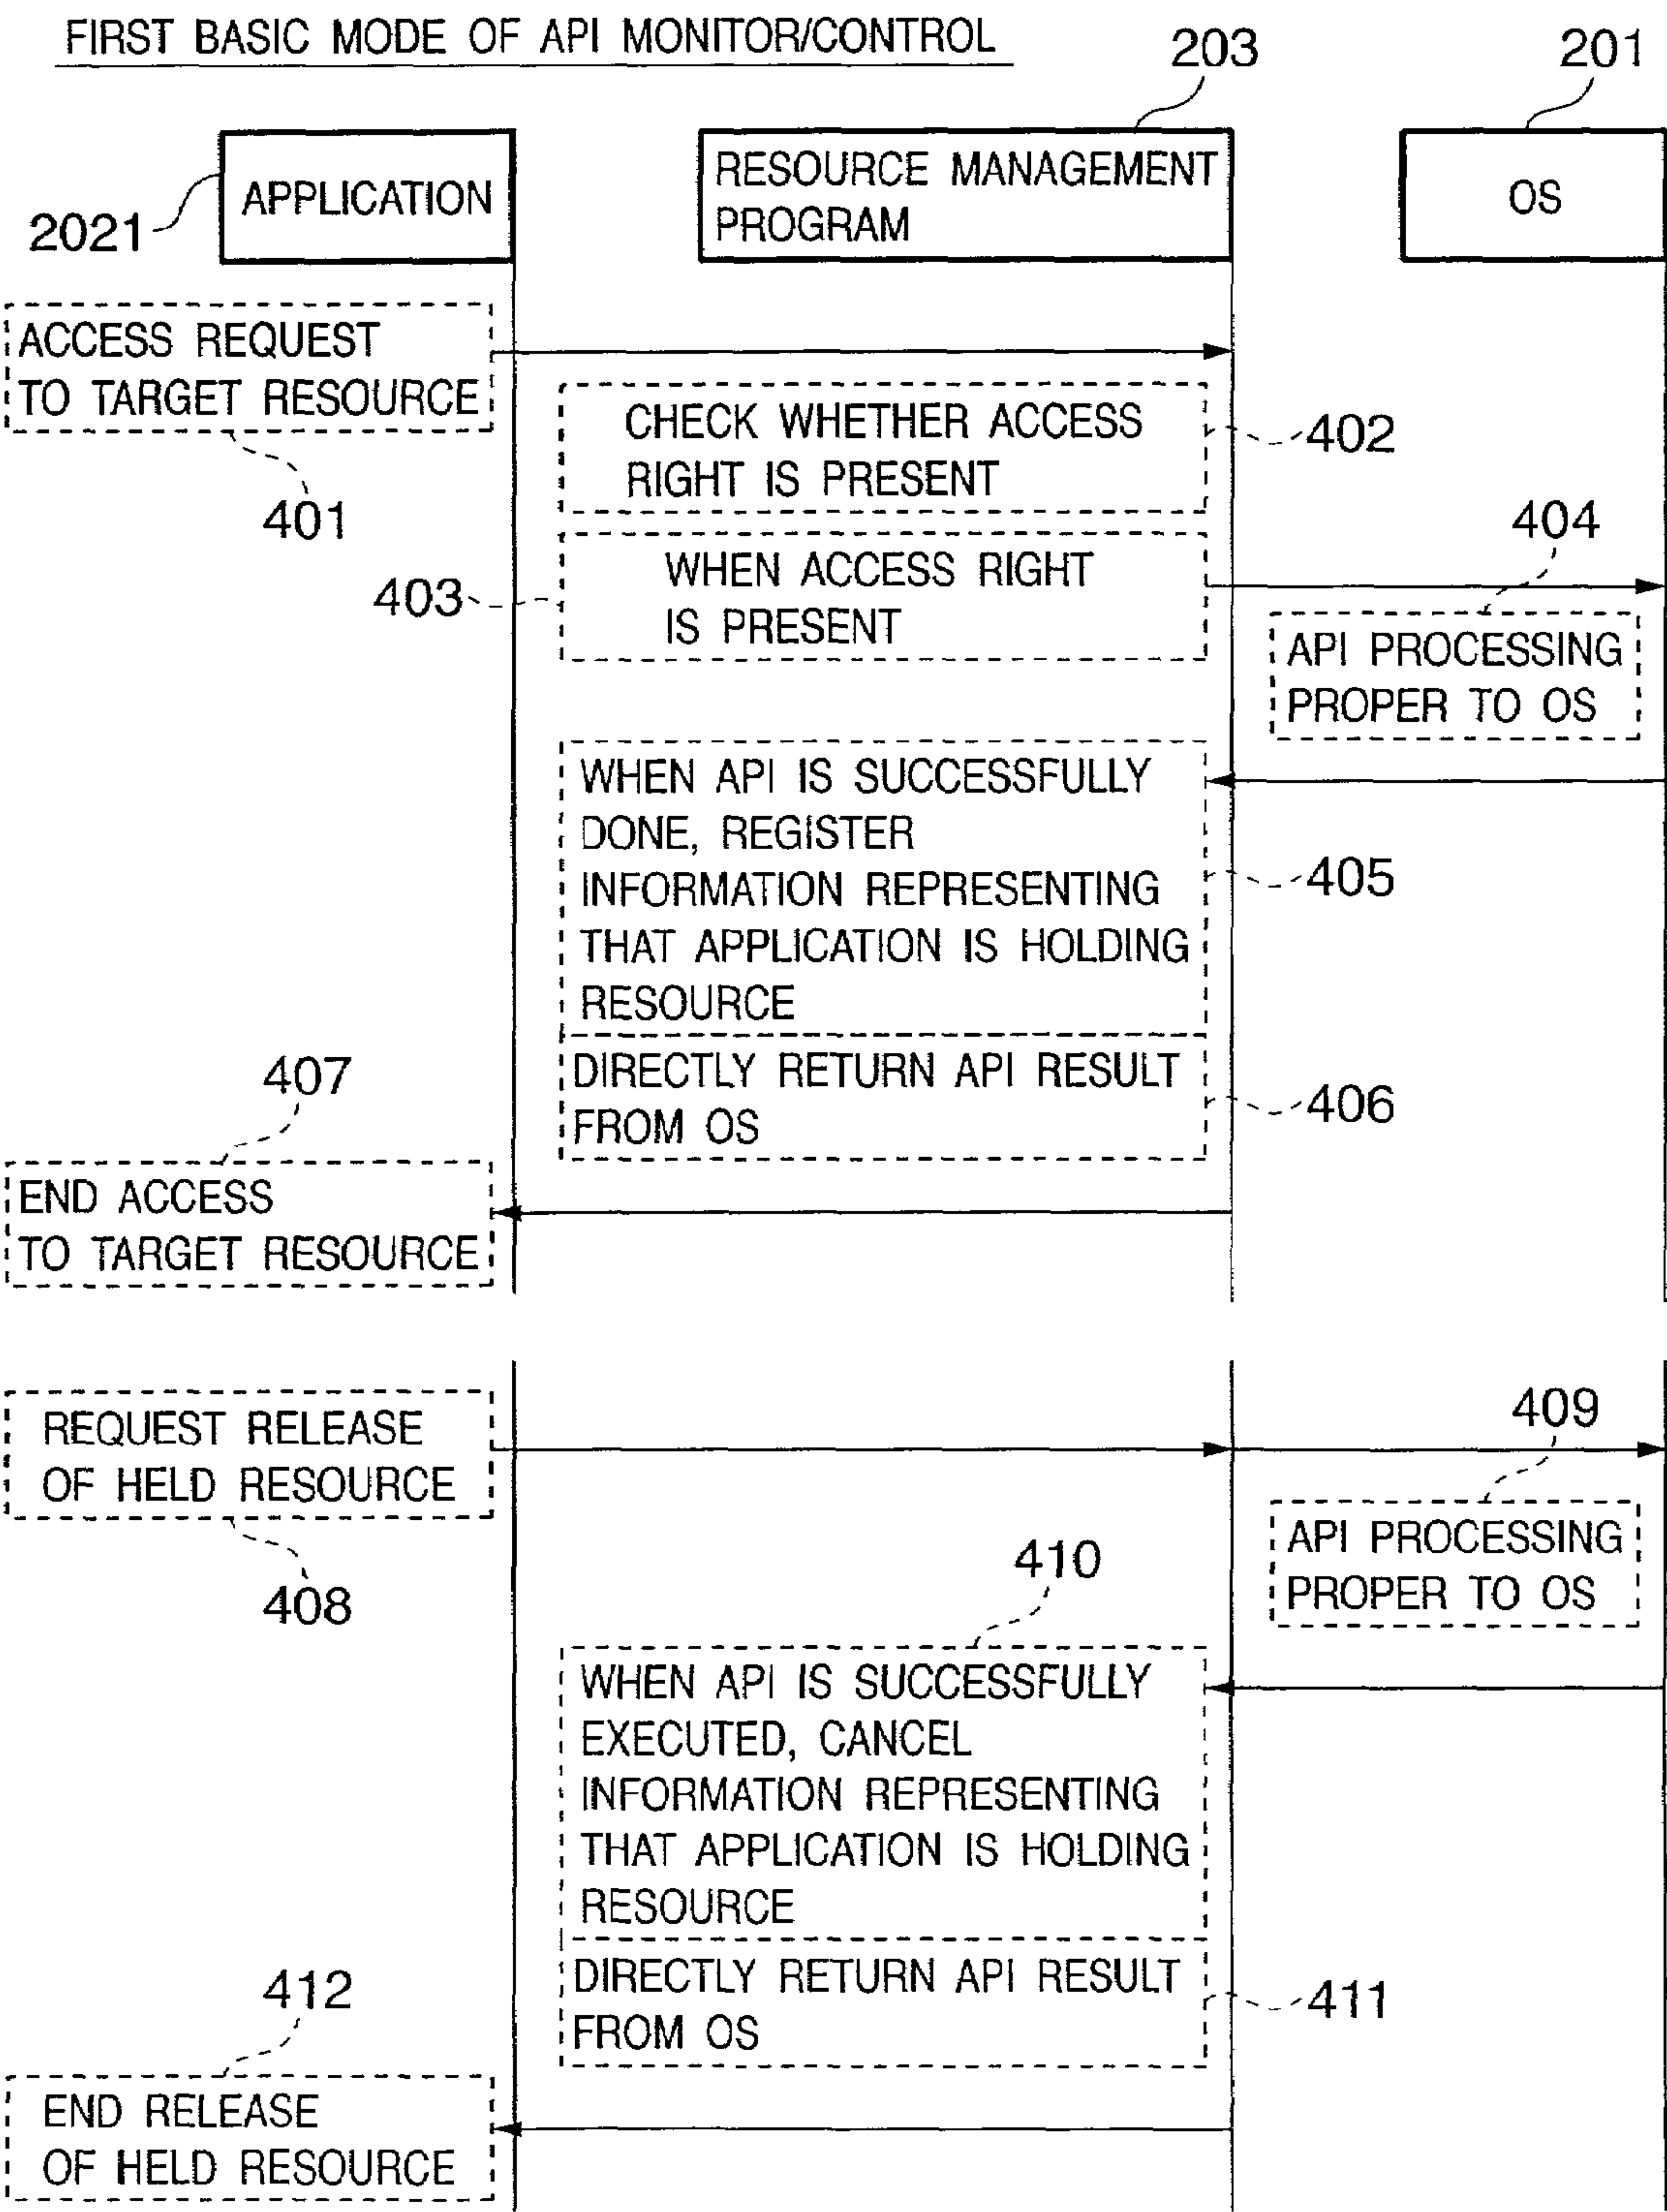 FIRST BASIC MODE OF API MONITOR/CONTROL
203
201
APPLICATION
RESOURCE MANAGEMENT
PROGRAM
OS
2021
ACCESS REQUEST
TO TARGET RESOURCE
401
CHECK WHETHER ACCESS
RIGHT IS PRESENT
402
403
WHEN ACCESS RIGHT
IS PRESENT
404
API PROCESSING
PROPER TO OS
WHEN API IS SUCCESSFULLY
DONE, REGISTER
INFORMATION REPRESENTING
THAT APPLICATION IS HOLDING
RESOURCE
405
DIRECTLY RETURN API RESULT
FROM OS
406
407
END ACCESS
TO TARGET RESOURCE
REQUEST RELEASE
OF HELD RESOURCE
408
409
API PROCESSING
PROPER TO OS
410
WHEN API IS SUCCESSFULLY
EXECUTED, CANCEL
INFORMATION REPRESENTING
THAT APPLICATION IS HOLDING
RESOURCE
DIRECTLY RETURN API RESULT
FROM OS
411
412
END RELEASE
OF HELD RESOURCE